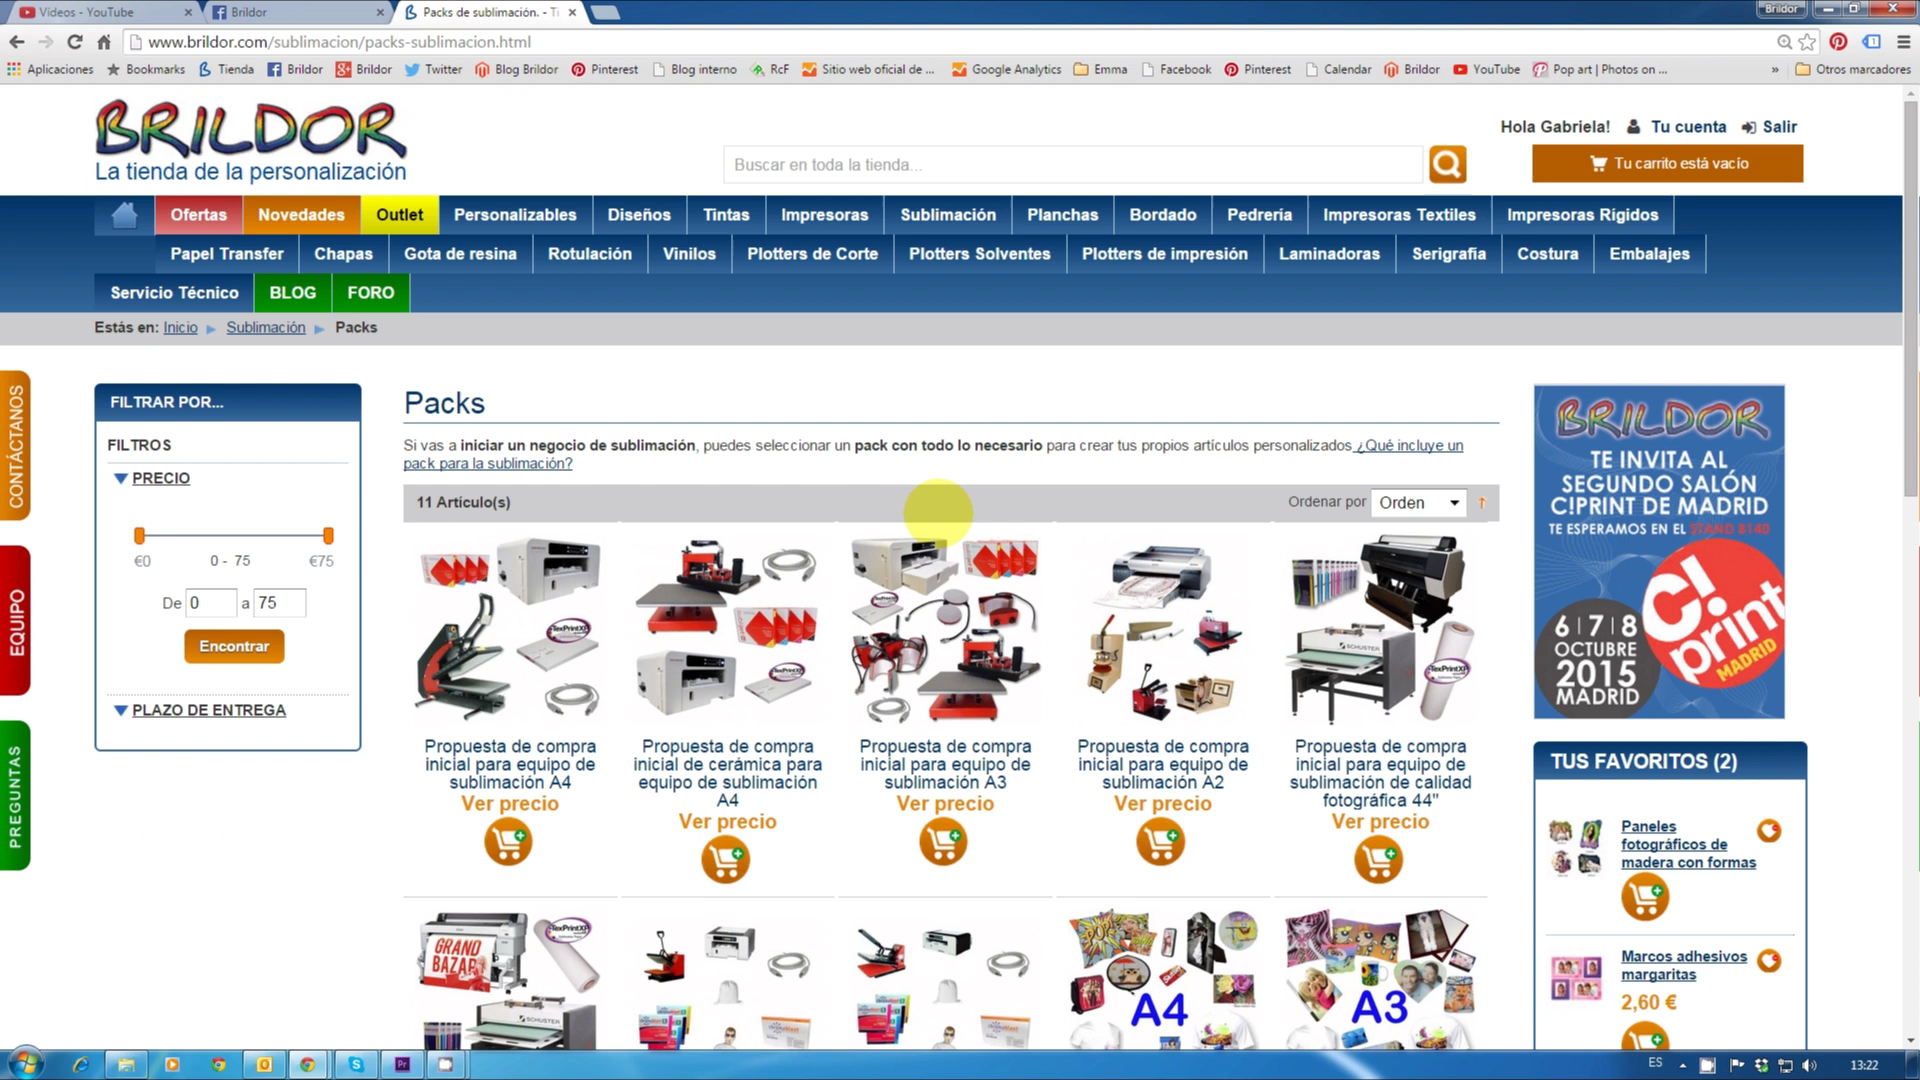 Videos - YouTube
Brildor
Packs de sublimación. - Ti
Brildor
www.brildor.com/sublimacion/packs-sublimacion.html
Aplicaciones
Bookmarks
Tienda
Brildor
Brildor
Twitter
Blog Brildor
Pinterest
Blog interno
RcF
Sitio web oficial de ...
Google Analytics
Emma
Facebook
Pinterest
Calendar
Brildor
YouTube
Pop art | Photos on ...
»
Otros marcadores
BRILDOR
La tienda de la personalización
Buscar en toda la tienda...
Hola Gabriela!
Tu cuenta
Salir
Tu carrito está vacío
Ofertas
Novedades
Outlet
Personalizables
Diseños
Tintas
Impresoras
Sublimación
Planchas
Bordado
Pedrería
Impresoras Textiles
Impresoras Rígidos
Papel Transfer
Chapas
Gota de resina
Rotulación
Vinilos
Plotters de Corte
Plotters Solventes
Plotters de impresión
Laminadoras
Serigrafia
Costura
Embalajes
Servicio Técnico
BLOG
FORO
Estás en: Inicio
Sublimación
Packs
CONTÁCTANOS
EQUIPO
PREGUNTAS
FILTRAR POR...
FILTROS
PRECIO
€0
0 - 75
€75
De 0 a 75
Encontrar
PLAZO DE ENTREGA
Packs
Si vas a iniciar un negocio de sublimación, puedes seleccionar un pack con todo lo necesario para crear tus propios artículos personalizados ¿Qué incluye un
pack para la sublimación?
11 Artículo(s)
Ordenar por
Orden
TexPrintXP
TexPrintXP
TexPrintXP
SCHUSTER
TexPrintXP
Propuesta de compra
inicial para equipo de
sublimación A4
Ver precio
Propuesta de compra
inicial de cerámica para
equipo de sublimación
A4
Ver precio
Propuesta de compra
inicial para equipo de
sublimación A3
Ver precio
Propuesta de compra
inicial para equipo de
sublimación A2
Ver precio
Propuesta de compra
inicial para equipo de
sublimación de calidad
fotográfica 44"
Ver precio
GRAND
BAZAR
TexPrintXP
SCHUSTER
POP!
A4
A3
BRILDOR
TE INVITA AL
SEGUNDO SALÓN
C!PRINT DE MADRID
TE ESPERAMOS EN EL STAND B140
6 | 7 | 8
OCTUBRE
2015
MADRID
C!
print
MADRID
TUS FAVORITOS (2)
Paneles
fotográficos de
madera con formas
Marcos adhesivos
margaritas
2,60 €
ES
13:22